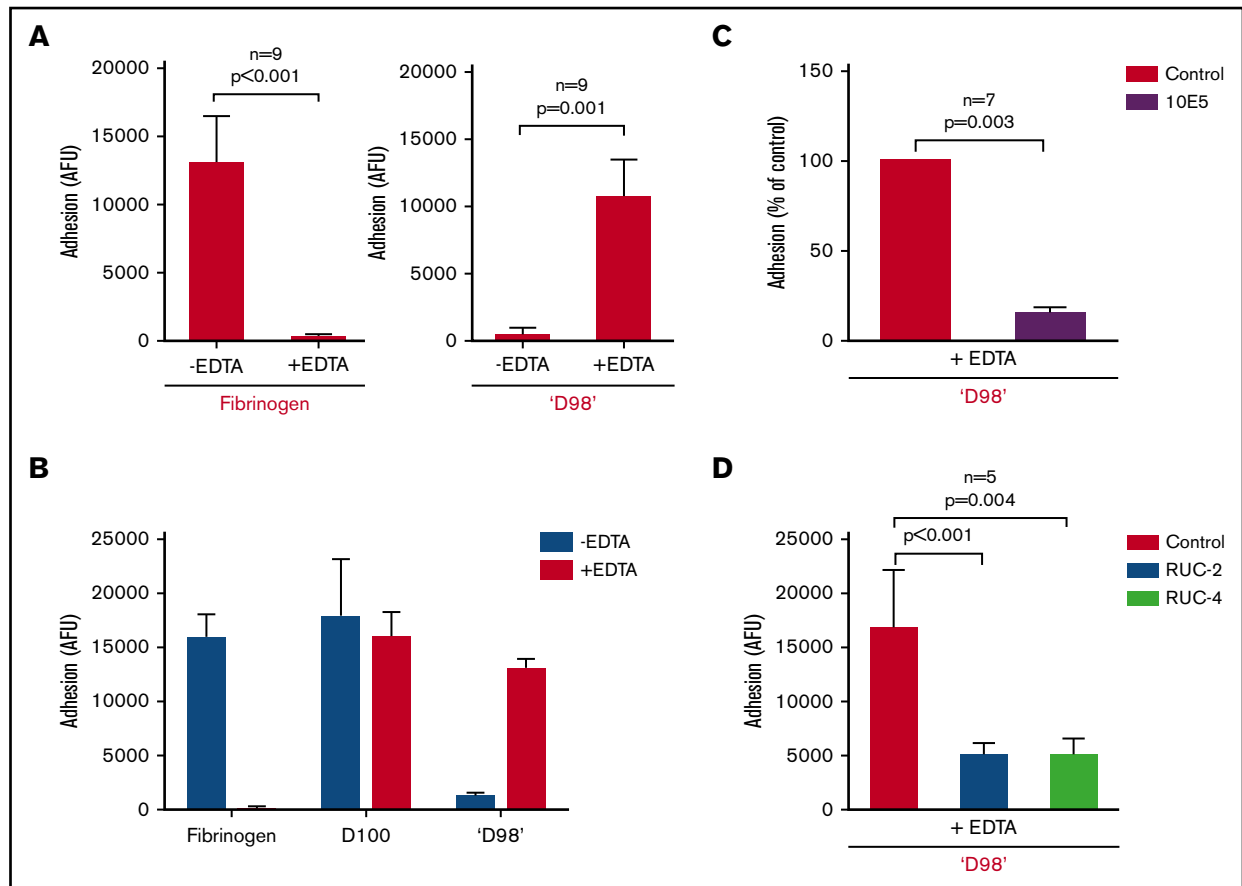 A
n=9
p<0.001
20000
15000
10000
5000
0
Adhesion (AFU)
-EDTA +EDTA
Fibrinogen
n=9
p=0.001
20000
15000
10000
5000
0
Adhesion (AFU)
-EDTA +EDTA
‘D98’
C
150
100
50
0
Adhesion (% of control)
n=7
p=0.003
Control
10E5
+ EDTA
‘D98’
B
25000
20000
15000
10000
5000
0
Adhesion (AFU)
-EDTA
+EDTA
Fibrinogen D100 ‘D98’
D
n=5
p=0.004
p<0.001
25000
20000
15000
10000
5000
0
Adhesion (AFU)
Control
RUC-2
RUC-4
+ EDTA
‘D98’